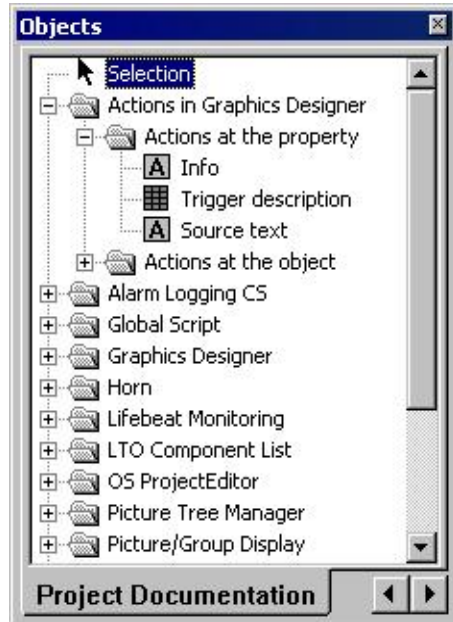 Objects
Selection
Actions in Graphics Designer
Actions at the property
A Info
Trigger description
A Source text
Actions at the object
Alarm Logging CS
Global Script
Graphics Designer
Horn
Lifebeat Monitoring
LTO Component List
OS ProjectEditor
Picture Tree Manager
Picture/Group Display
Project Documentation